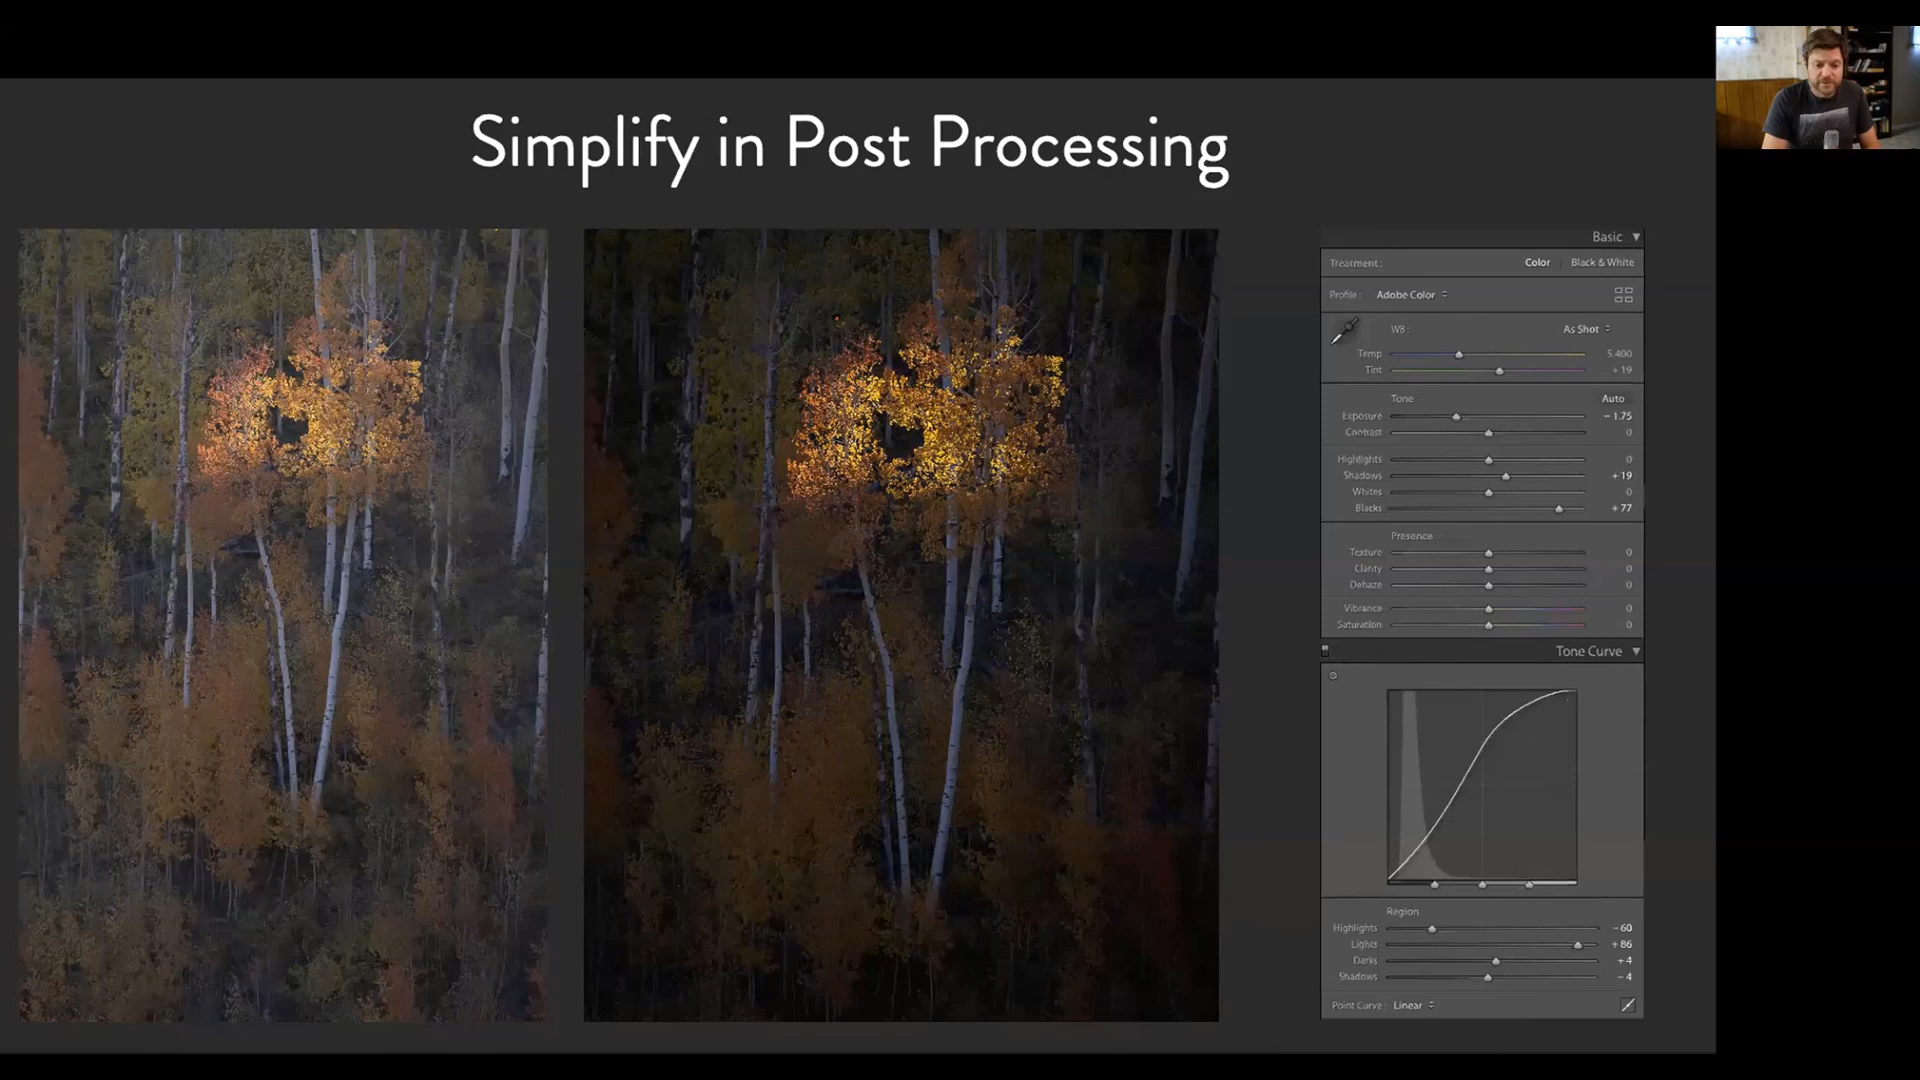 Simplify in Post Processing
Basic
Treatment : Color Black & White
Profile : Adobe Color
WB : As Shot
Temp 5,400
Tint + 19
Tone Auto
Exposure − 1.75
Contrast 0
Highlights 0
Shadows + 19
Whites 0
Blacks + 77
Presence
Texture 0
Clarity 0
Dehaze 0
Vibrance 0
Saturation 0
Tone Curve
Region
Highlights − 60
Lights + 86
Darks + 4
Shadows − 4
Point Curve : Linear